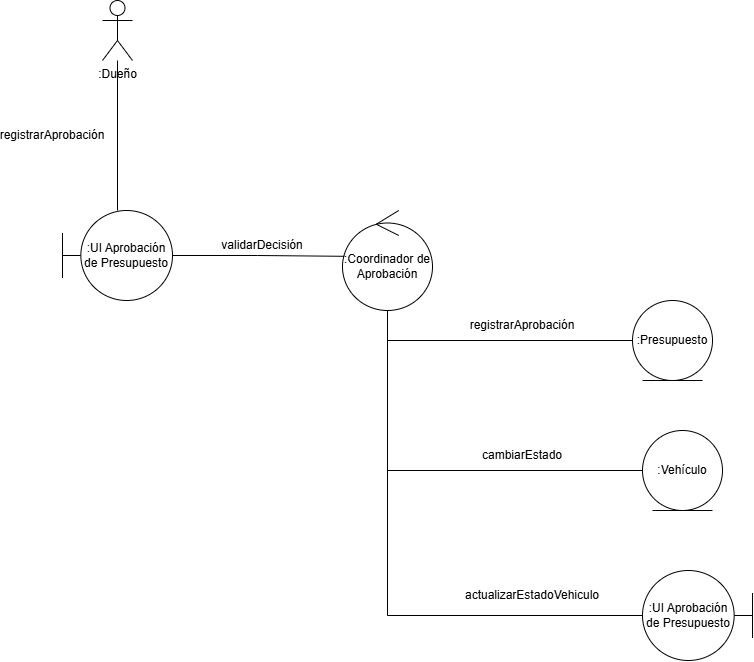 :Dueño
registrarAprobación
:UI Aprobación
de Presupuesto
validarDecisión
:Coordinador de
Aprobación
registrarAprobación
:Presupuesto
cambiarEstado
:Vehículo
actualizarEstadoVehiculo
:UI Aprobación
de Presupuesto